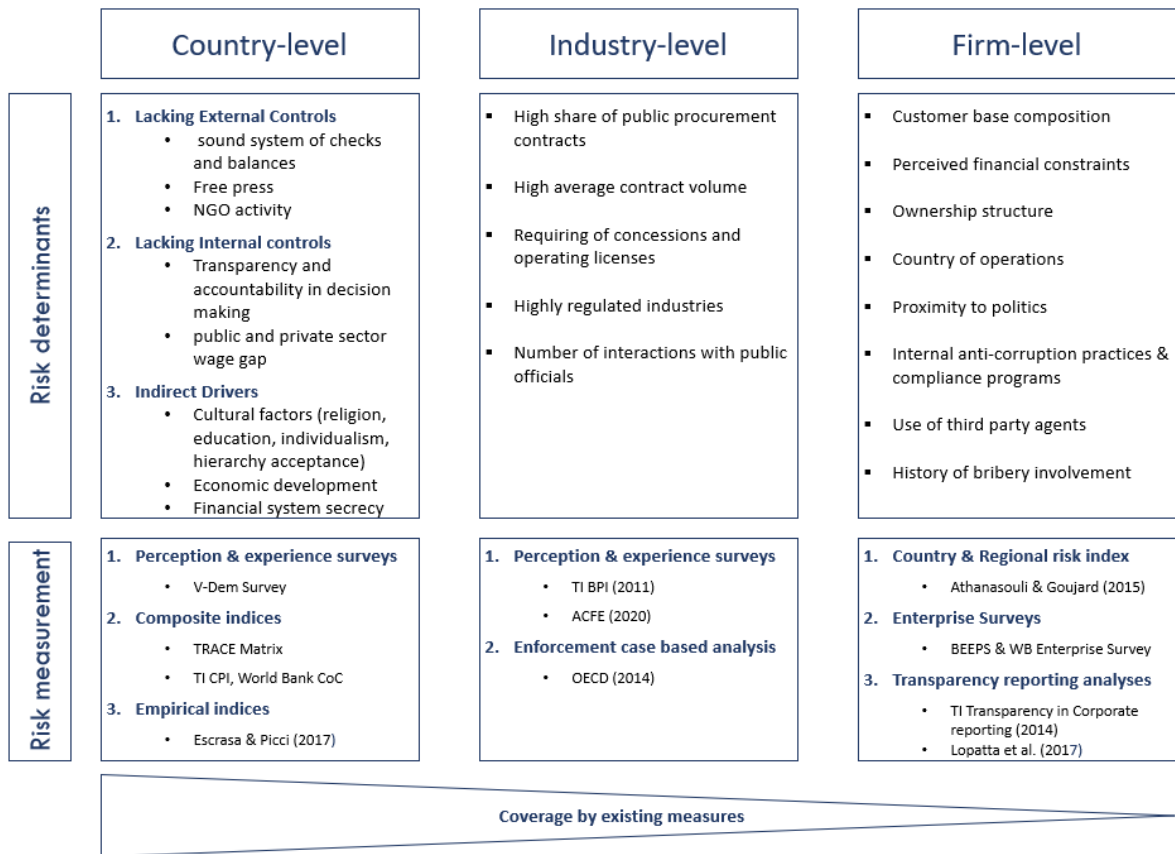 Country-level
Industry-level
Firm-level
Risk determinants
1. Lacking External Controls
• sound system of checks
and balances
• Free press
• NGO activity
2. Lacking Internal controls
• Transparency and
accountability in decision
making
• public and private sector
wage gap
3. Indirect Drivers
• Cultural factors (religion,
education, individualism,
hierarchy acceptance)
• Economic development
• Financial system secrecy
▪ High share of public procurement
contracts
▪ High average contract volume
▪ Requiring of concessions and
operating licenses
▪ Highly regulated industries
▪ Number of interactions with public
officials
▪ Customer base composition
▪ Perceived financial constraints
▪ Ownership structure
▪ Country of operations
▪ Proximity to politics
▪ Internal anti-corruption practices &
compliance programs
▪ Use of third party agents
▪ History of bribery involvement
Risk measurement
1. Perception & experience surveys
• V-Dem Survey
2. Composite indices
• TRACE Matrix
• TI CPI, World Bank CoC
3. Empirical indices
• Escrasa & Picci (2017)
1. Perception & experience surveys
• TI BPI (2011)
• ACFE (2020)
2. Enforcement case based analysis
• OECD (2014)
1. Country & Regional risk index
• Athanasouli & Goujard (2015)
2. Enterprise Surveys
• BEEPS & WB Enterprise Survey
3. Transparency reporting analyses
• TI Transparency in Corporate
reporting (2014)
• Lopatta et al. (2017)
Coverage by existing measures